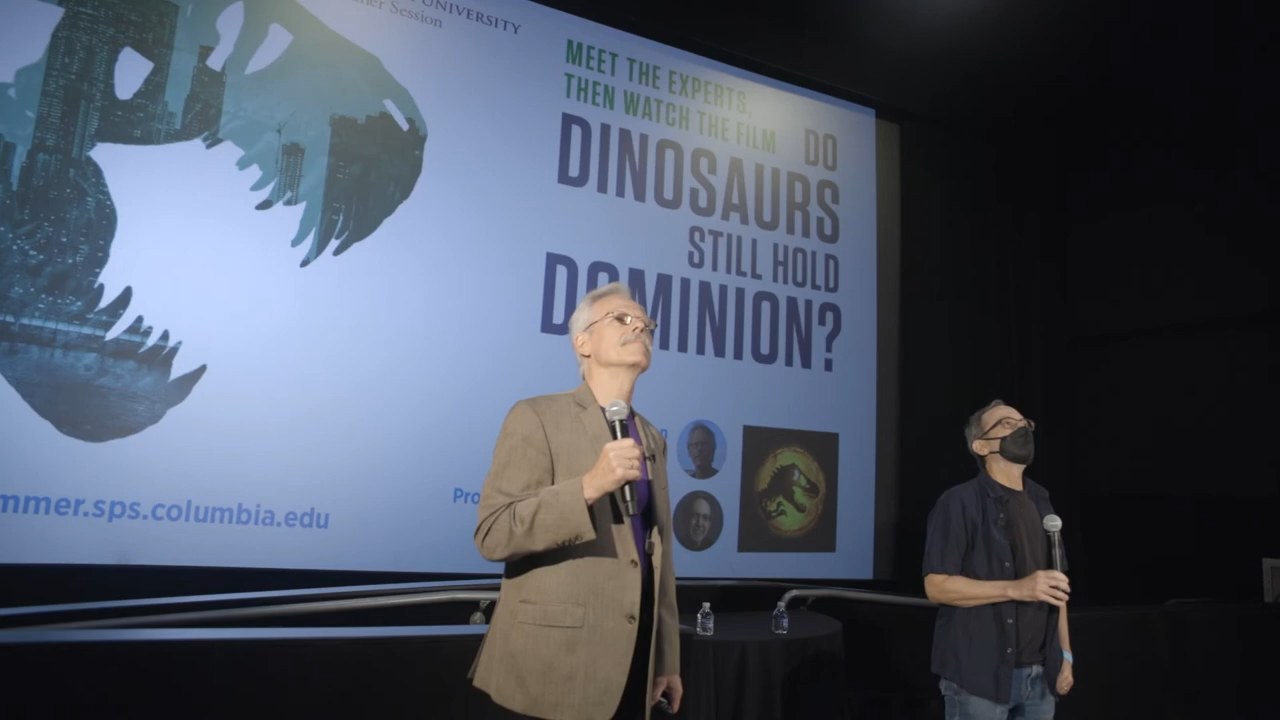 UNIVERSITY
er Session
MEET THE EXPERTS,
THEN WATCH THE FILM
DO
DINOSAURS
STILL HOLD
DOMINION?
mmer.sps.columbia.edu
Pro
n